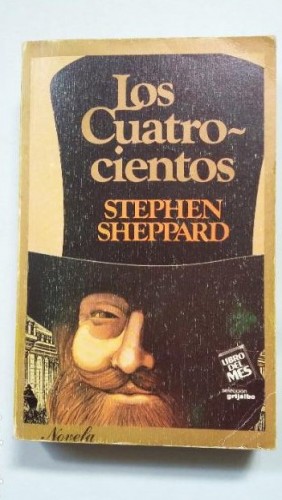 Los
Cuatro-
cientos
STEPHEN
SHEPPARD
LIBRO
DEL
MES
selección
grijalbo
Novela